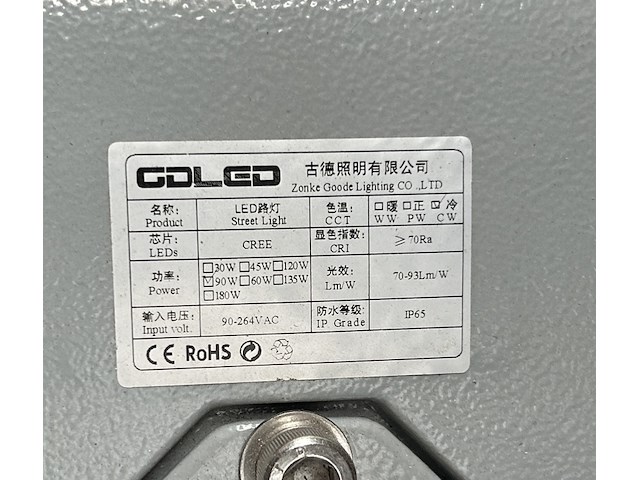 GDLED 古德照明有限公司
Zonke Goode Lighting CO .,LTD
名称: LED路灯 色温: □暖 □正 ☑冷
Product Street Light CCT WW PW CW
芯片: CREE 显色指数: ≥70Ra
LEDs CRI
功率: □30W □45W □120W 光效: 70-93Lm/W
Power ☑90W □60W □135W Lm/W
□180W
输入电压: 90-264VAC 防水等级: IP65
Input volt. IP Grade
CE RoHS